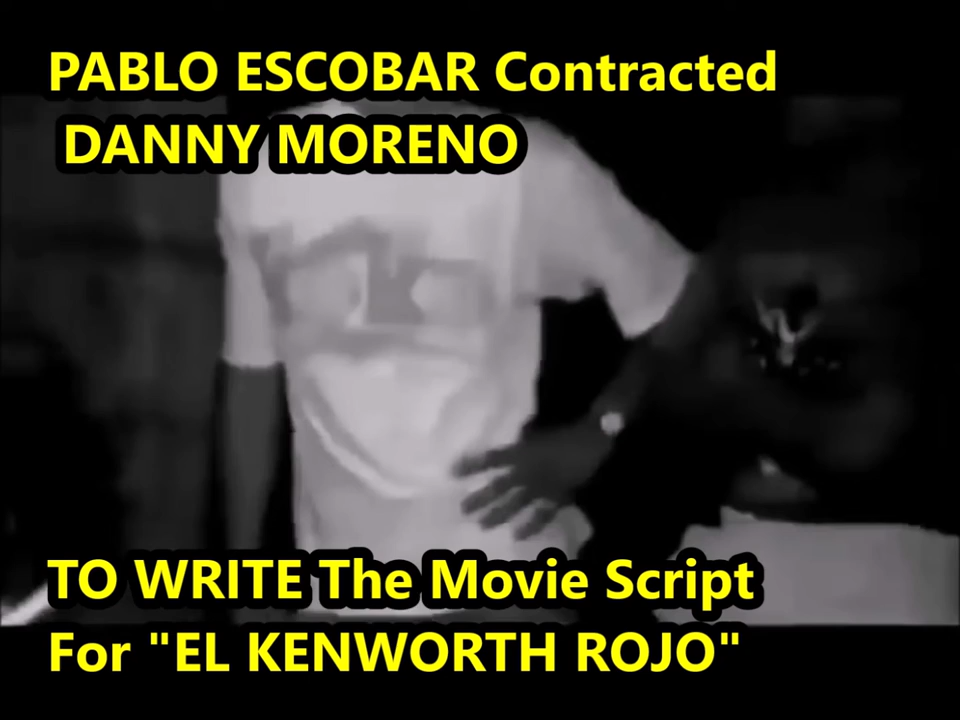 PABLO ESCOBAR Contracted
DANNY MORENO
TO WRITE The Movie Script
For "EL KENWORTH ROJO"